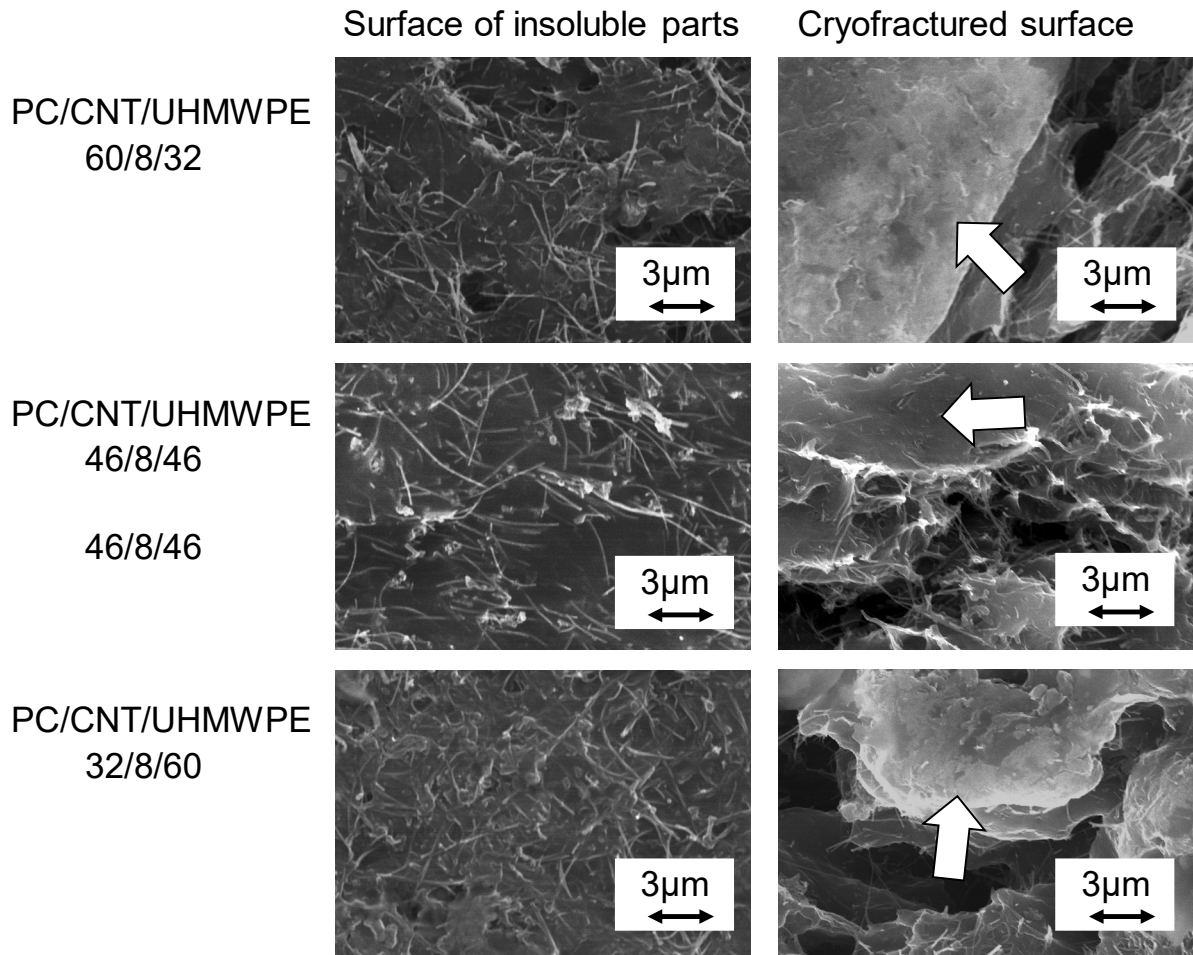 Surface of insoluble parts
Cryofractured surface
PC/CNT/UHMWPE
60/8/32
3μm
3μm
PC/CNT/UHMWPE
46/8/46
46/8/46
3μm
3μm
PC/CNT/UHMWPE
32/8/60
3μm
3μm